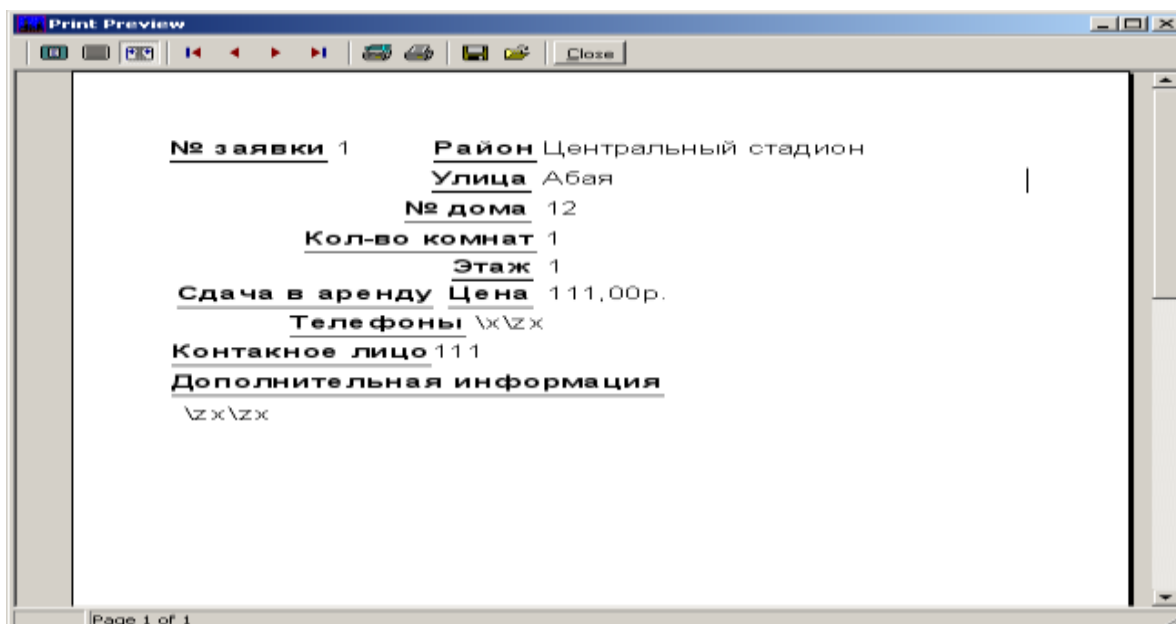 Print Preview
Close
№ заявки 1 Район Центральный стадион
Улица Абая
№ дома 12
Кол-во комнат 1
Этаж 1
Сдача в аренду Цена 111,00р.
Телефоны \x\zx
Контакное лицо 111
Дополнительная информация
\zx\zx
Page 1 of 1